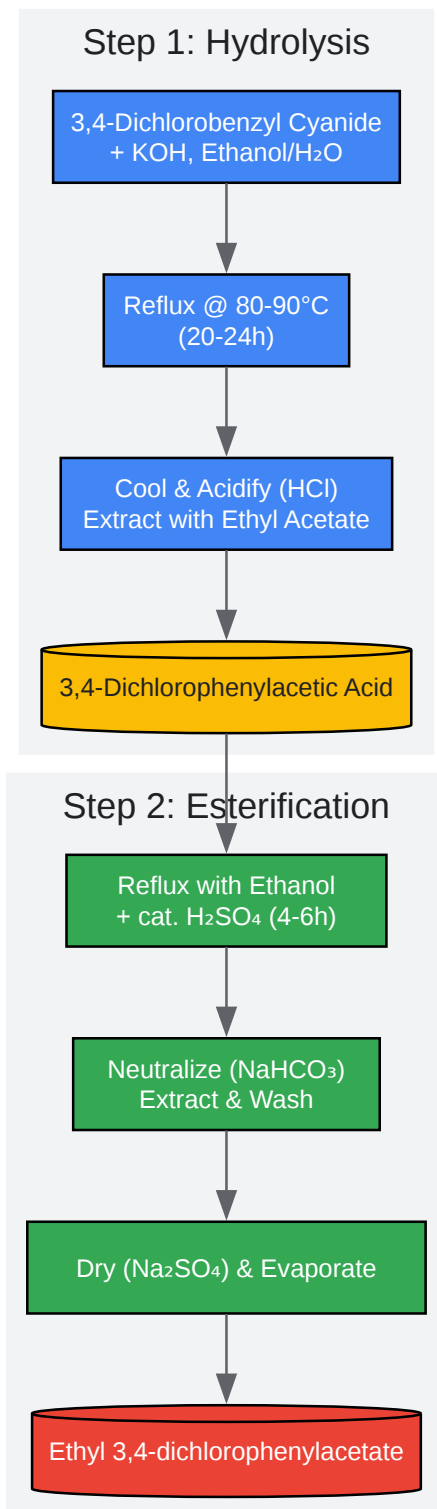 Step 1: Hydrolysis
3,4-Dichlorobenzyl Cyanide
+ KOH, Ethanol/H₂O
Reflux @ 80-90°C
(20-24h)
Cool & Acidify (HCl)
Extract with Ethyl Acetate
3,4-Dichlorophenylacetic Acid
Step 2: Esterification
Reflux with Ethanol
+ cat. H₂SO₄ (4-6h)
Neutralize (NaHCO₃)
Extract & Wash
Dry (Na₂SO₄) & Evaporate
Ethyl 3,4-dichlorophenylacetate